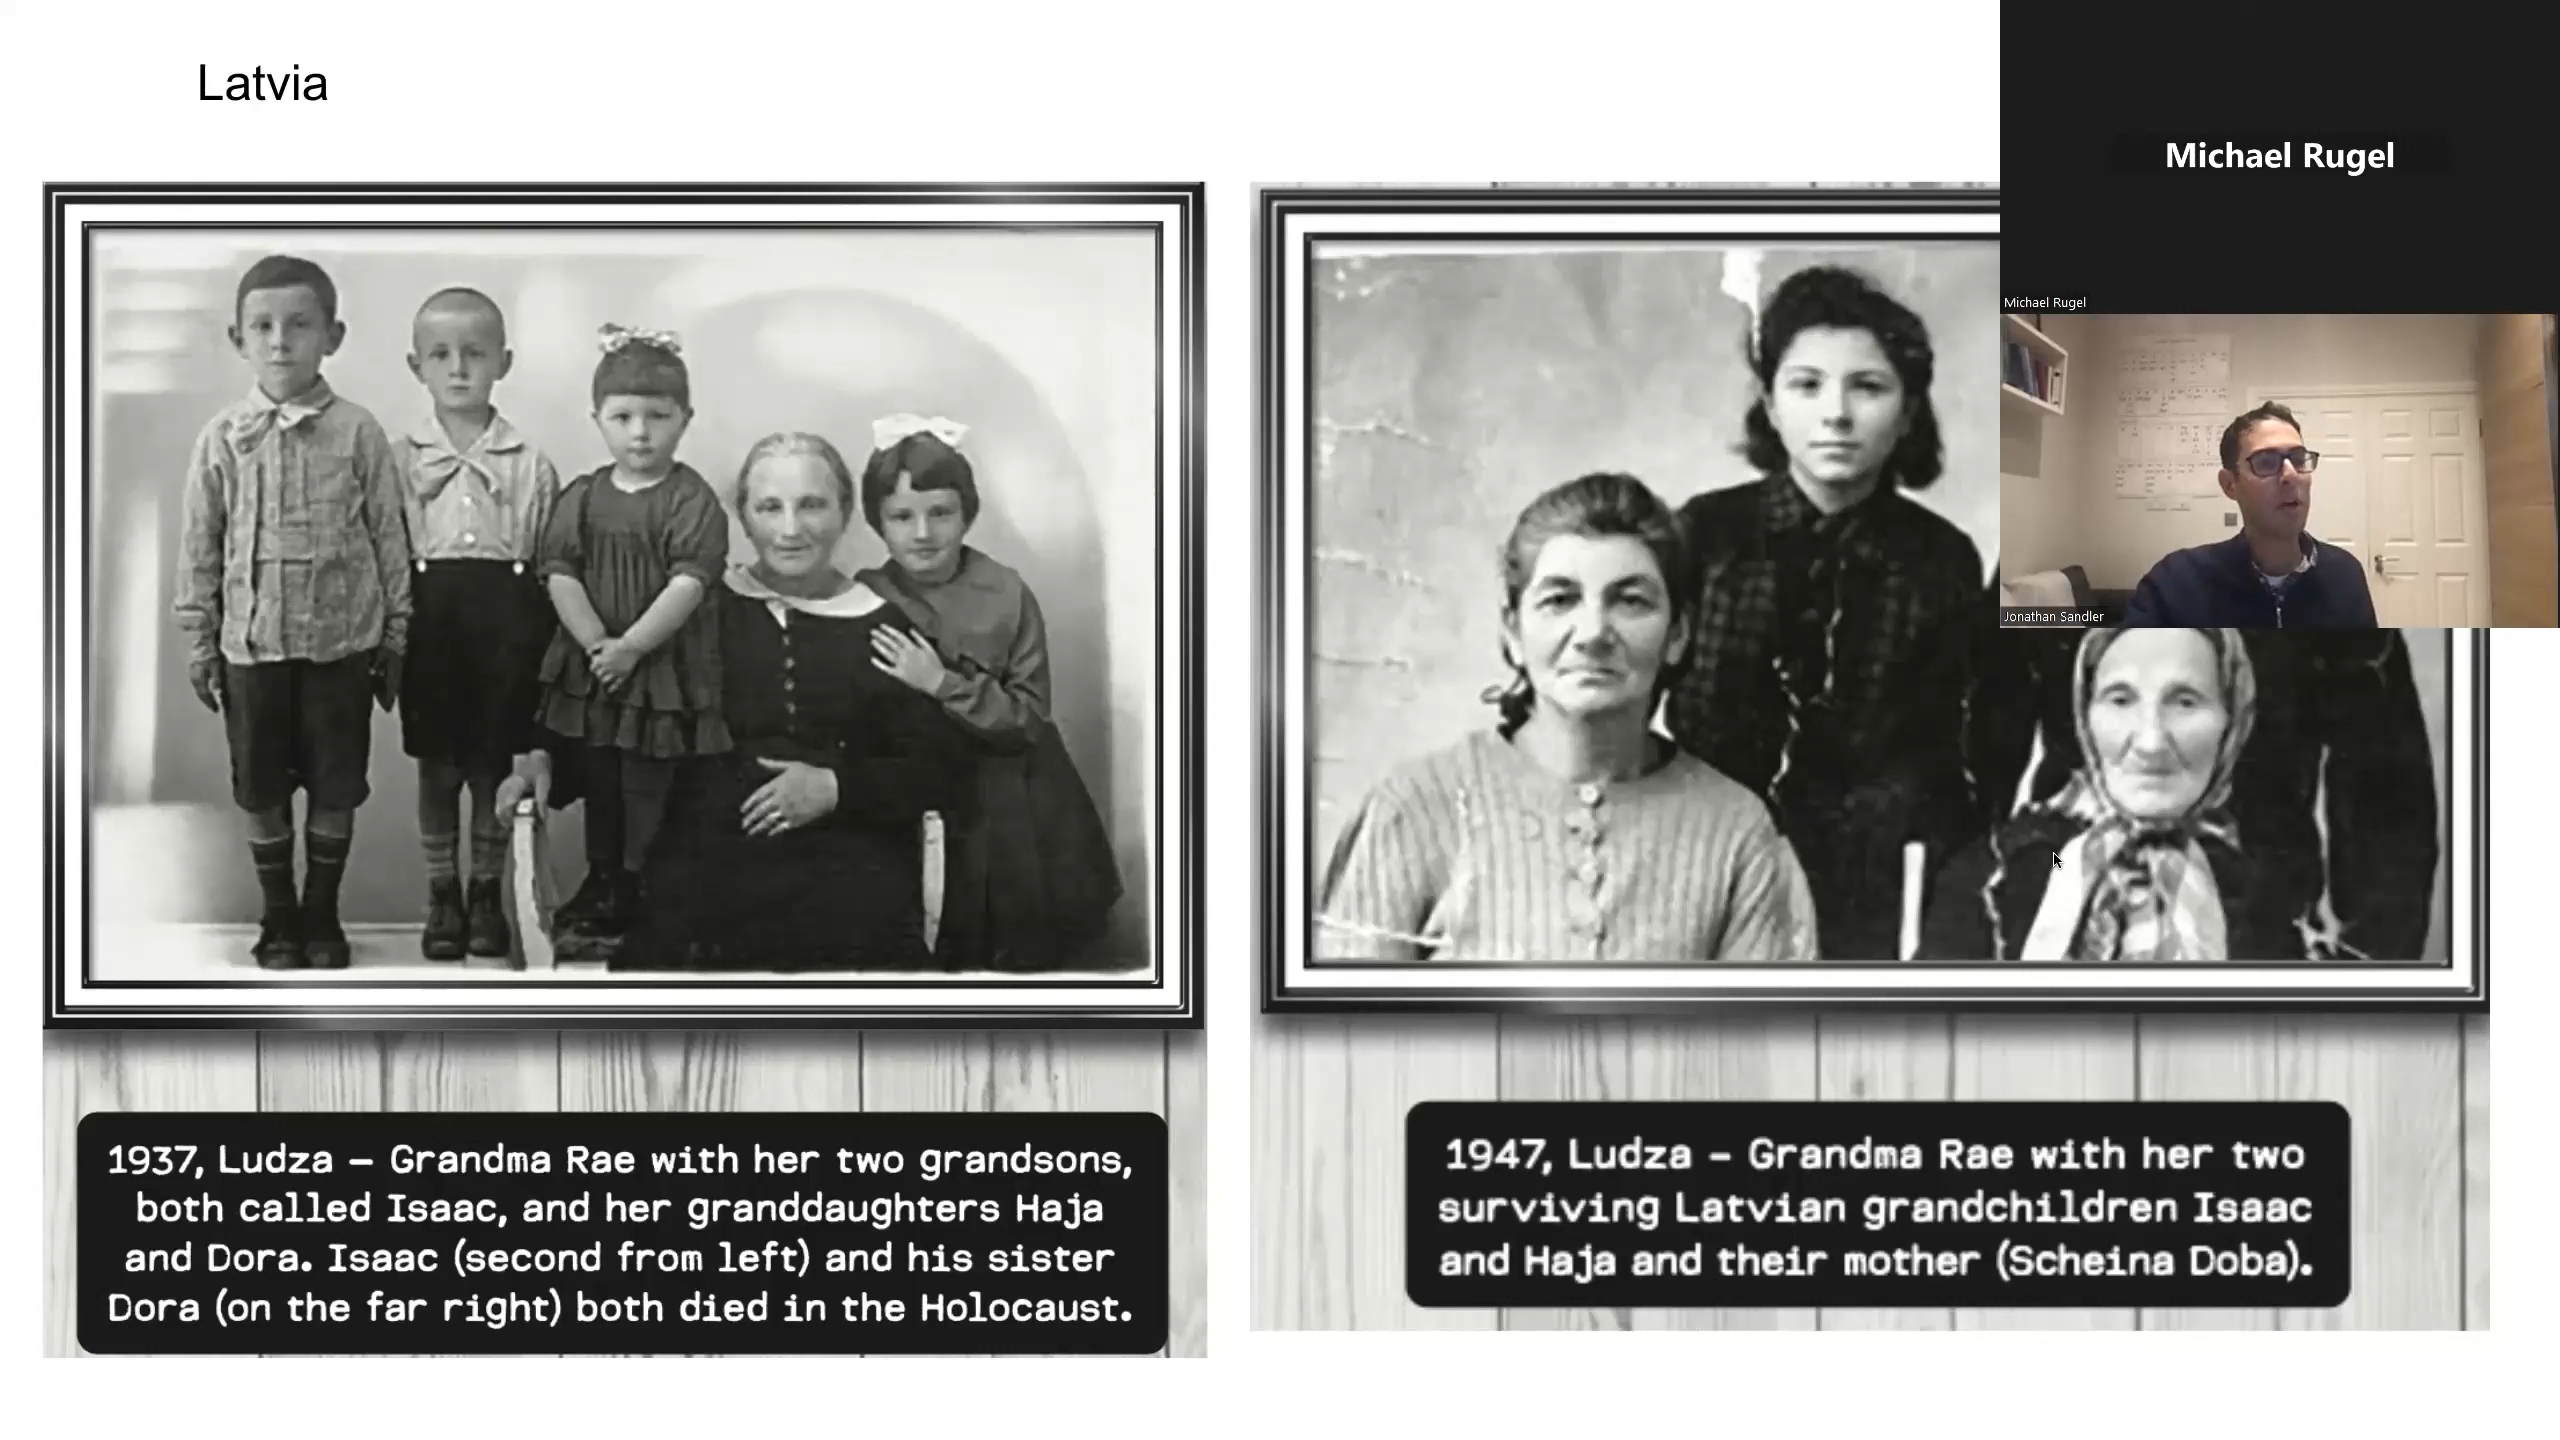 Latvia
Michael Rugel
Michael Rugel
Jonathan Sandler
1937, Ludza – Grandma Rae with her two grandsons,
both called Isaac, and her granddaughters Haja
and Dora. Isaac (second from left) and his sister
Dora (on the far right) both died in the Holocaust.
1947, Ludza – Grandma Rae with her two
surviving Latvian grandchildren Isaac
and Haja and their mother (Scheina Doba).